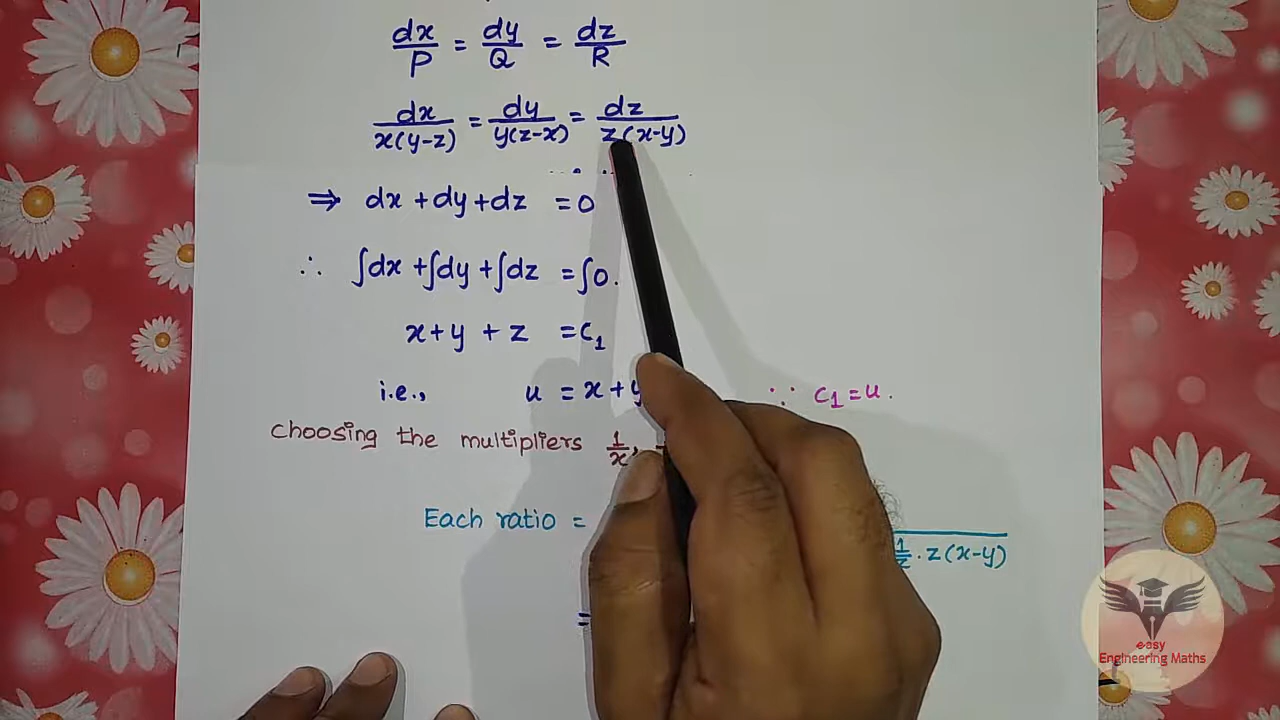 dx/P = dy/Q = dz/R
dx/x(y-z) = dy/y(z-x) = dz/z(x-y)
⇒ dx + dy + dz = 0
∴ ∫dx + ∫dy + ∫dz = ∫0.
x + y + z = c₁
i.e., u = x + y ∵ c₁ = u.
choosing the multipliers 1/x,
Each ratio =
1/z · z(x-y)
=
easy
Engineering Maths